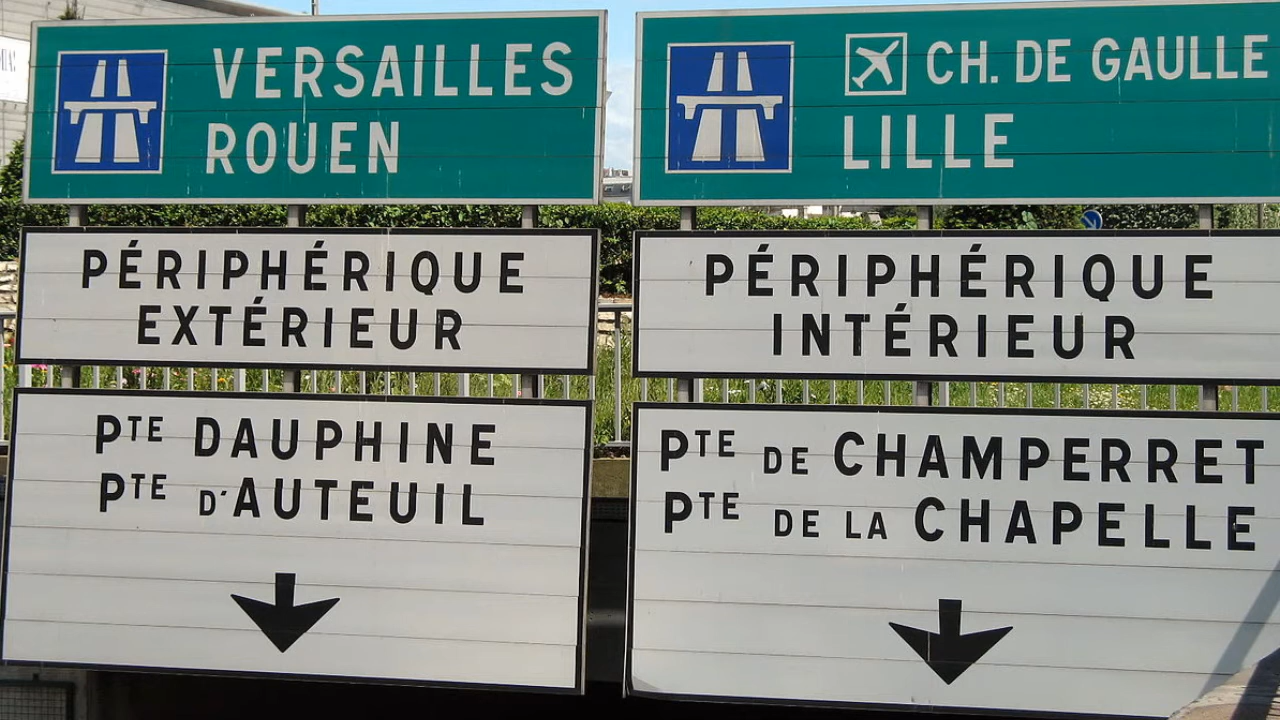 VERSAILLES
ROUEN
PÉRIPHÉRIQUE
EXTÉRIEUR
PTE DAUPHINE
PTE D'AUTEUIL
CH. DE GAULLE
LILLE
PÉRIPHÉRIQUE
INTÉRIEUR
PTE DE CHAMPERRET
PTE DE LA CHAPELLE